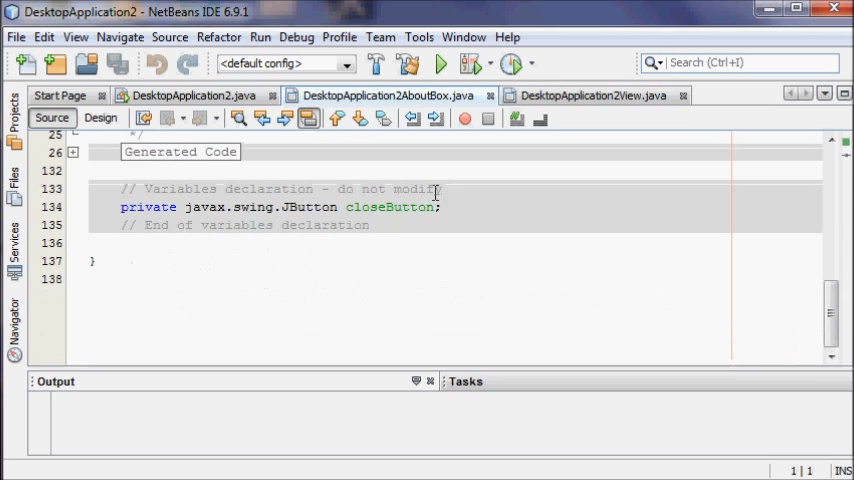 DesktopApplication2 - NetBeans IDE 6.9.1
File Edit View Navigate Source Refactor Run Debug Profile Team Tools Window Help
<default config>
Search (Ctrl+I)
Start Page DesktopApplication2.java DesktopApplication2AboutBox.java DesktopApplication2View.java
Source Design
Projects
Files
Services
Navigator
25 */
26 Generated Code
132
133 // Variables declaration - do not modify
134 private javax.swing.JButton closeButton;
135 // End of variables declaration
136
137 }
138
Output Tasks
1 | 1 INS